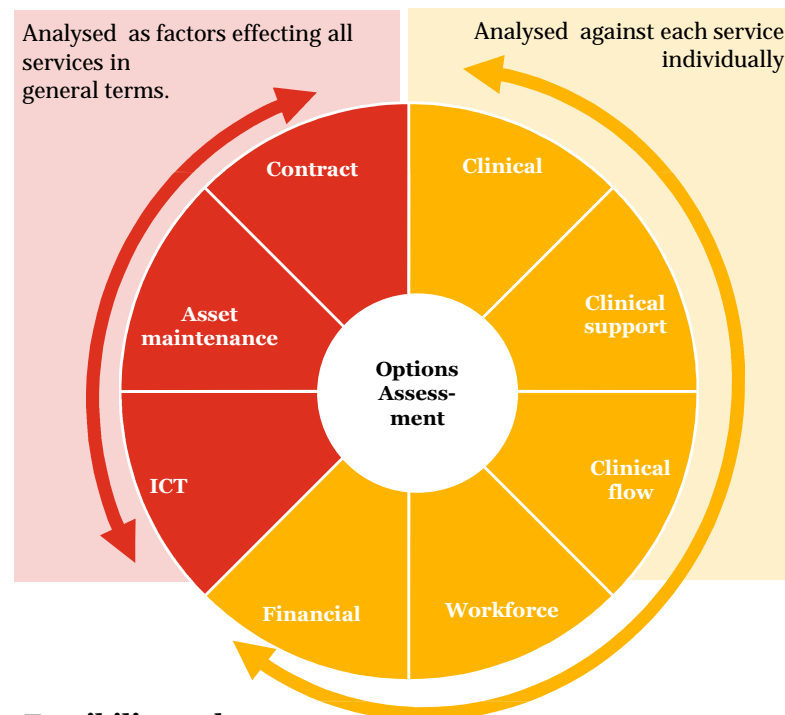 Analysed as factors effecting all
services in
general terms.
Analysed against each service
individually
Contract
Clinical
Asset
maintenance
Clinical
support
Options
Assess-
ment
ICT
Clinical
flow
Financial
Workforce